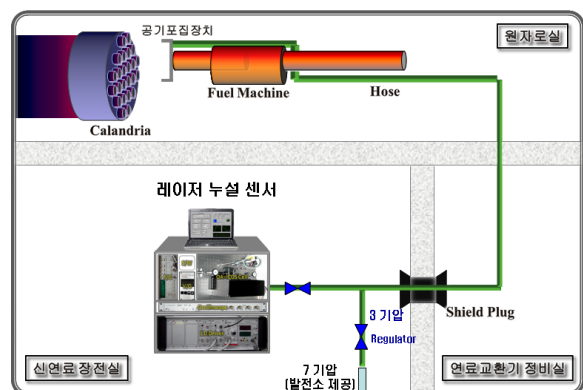 공기포집장치
원자로실
Fuel Machine
Hose
Calandria
레이저 누설 센서
3 기압
Shield Plug
Regulator
7 기압
(발전소 제공)
신연료장전실
연료교환기 정비실